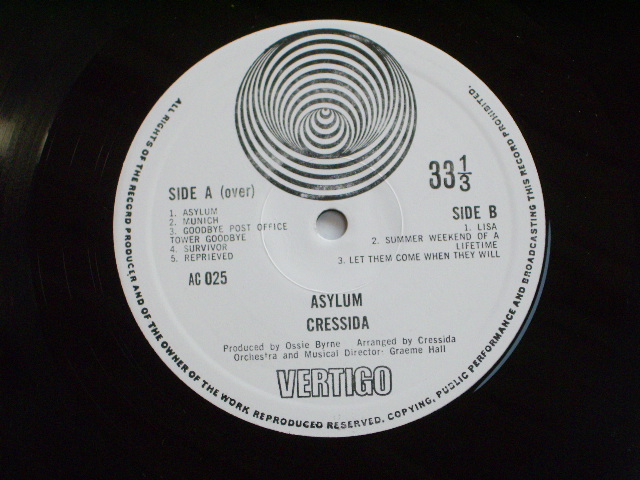 ALL RIGHTS OF THE RECORD PRODUCER AND OF THE OWNER OF THE WORK REPRODUCED RESERVED. COPYING, PUBLIC PERFORMANCE AND BROADCASTING THIS RECORD PROHIBITED.
33 1/3
SIDE A (over)
1. ASYLUM
2. MUNICH
3. GOODBYE POST OFFICE
TOWER GOODBYE
4. SURVIVOR
5. REPRIEVED
AC 025
SIDE B
1. LISA
2. SUMMER WEEKEND OF A
LIFETIME
3. LET THEM COME WHEN THEY WILL
ASYLUM
CRESSIDA
Produced by Ossie Byrne Arranged by Cressida
Orchestra and Musical Director: Graeme Hall
VERTIGO